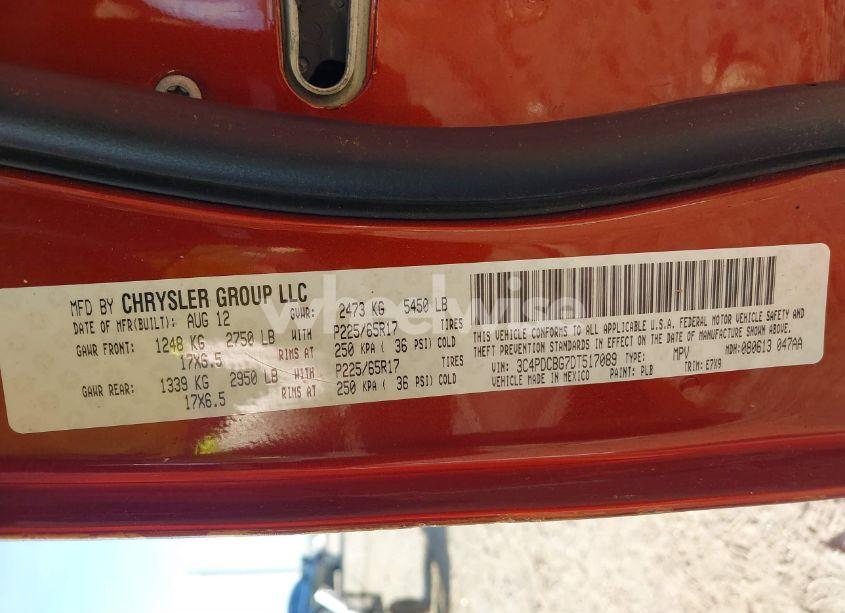 MFD BY CHRYSLER GROUP LLC
DATE OF MFR(BUILT): AUG 12 GVWR: 2473 KG 5450 LB
GAWR FRONT: 1248 KG 2750 LB WITH P225/65R17 TIRES
17X6.5 RIMS AT 250 KPA ( 36 PSI) COLD
GAWR REAR: 1339 KG 2950 LB WITH P225/65R17 TIRES
17X6.5 RIMS AT 250 KPA ( 36 PSI) COLD
THIS VEHICLE CONFORMS TO ALL APPLICABLE U.S.A. FEDERAL MOTOR VEHICLE SAFETY AND
THEFT PREVENTION STANDARDS IN EFFECT ON THE DATE OF MANUFACTURE SHOWN ABOVE.
VIN: 3C4PDCBG7DT517089 TYPE: MPV MDH: 080613 047AA
VEHICLE MADE IN MEXICO PAINT: PLB TRIM: E7X9
wheelwise